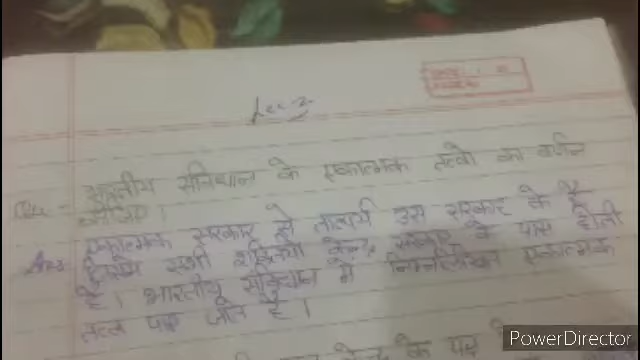 Lec-2
Qu- भारतीय संविधान के एकात्मक तत्वो का वर्णन
कीजिए।
Ans एकात्मक सरकार से तात्पर्य उस सरकार के है
जिसमे सभी शक्तियाँ केन्द्र सरकार के पास होती
है। भारतीय संविधान मे निम्नलिखित एकात्मक
तत्व पाए जाते है।
के
PowerDirector